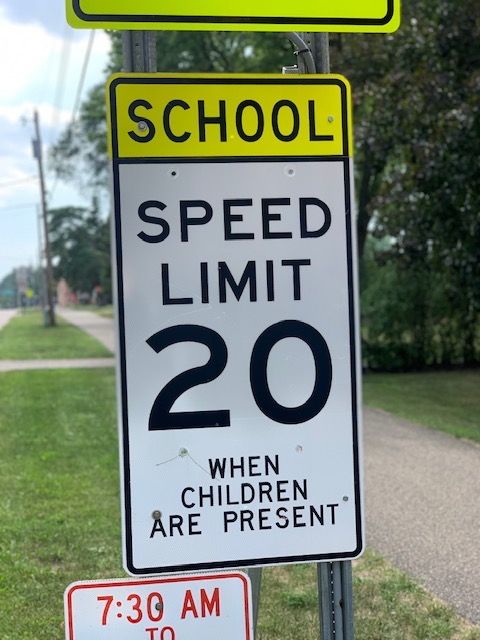 SCHOOL
SPEED
LIMIT
20
WHEN
CHILDREN
ARE PRESENT
7:30 AM
TO